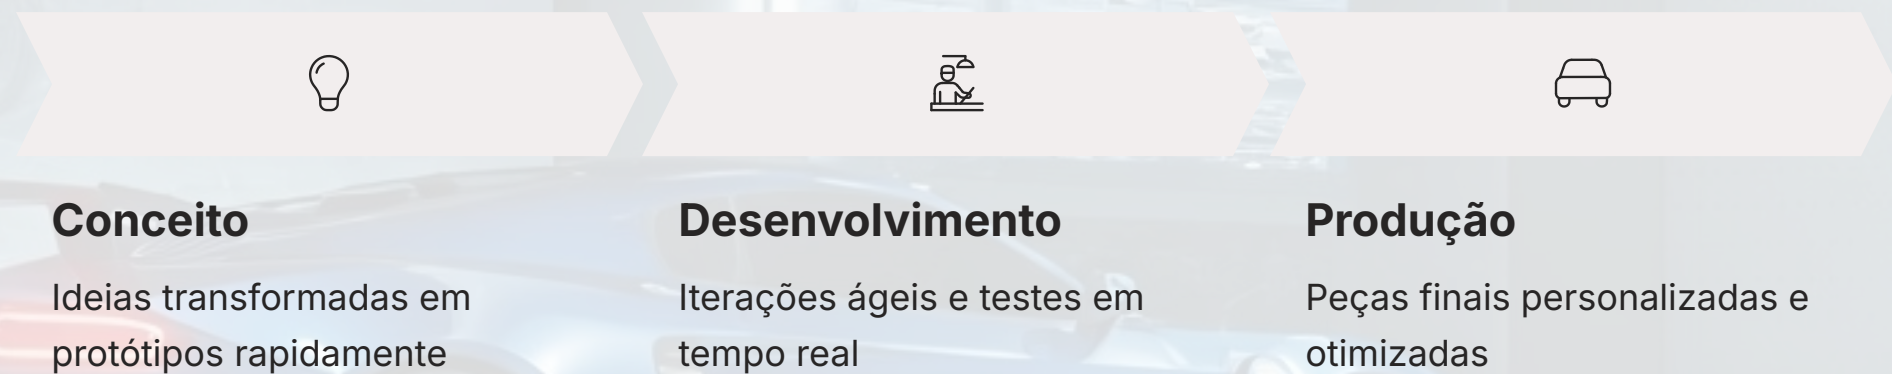 Conceito
Ideias transformadas em
protótipos rapidamente
Desenvolvimento
Iterações ágeis e testes em
tempo real
Produção
Peças finais personalizadas e
otimizadas